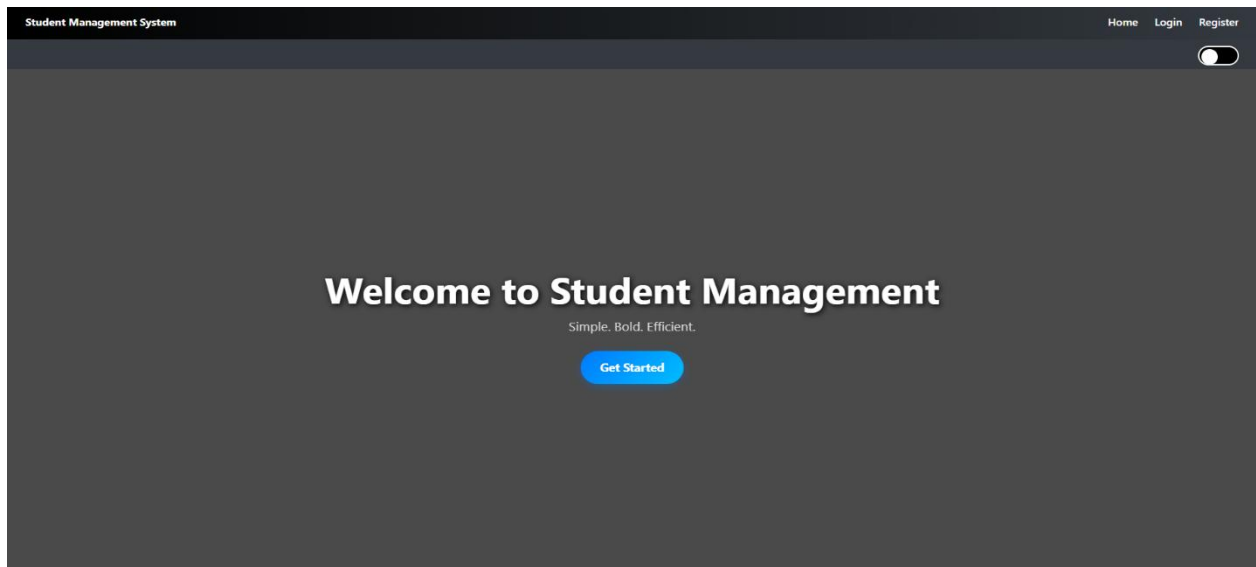 Student Management System
Home Login Register
Welcome to Student Management
Simple. Bold. Efficient.
Get Started